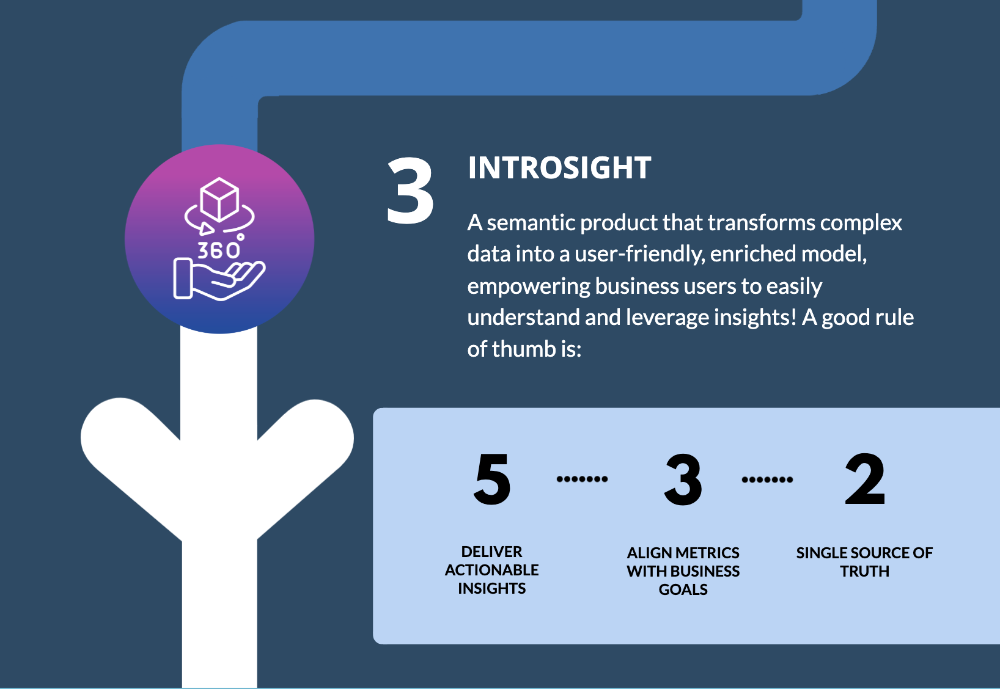 360°
3
INTROSIGHT
A semantic product that transforms complex
data into a user-friendly, enriched model,
empowering business users to easily
understand and leverage insights! A good rule
of thumb is:
5 ······· 3 ······· 2
DELIVER
ACTIONABLE
INSIGHTS
ALIGN METRICS
WITH BUSINESS
GOALS
SINGLE SOURCE OF
TRUTH